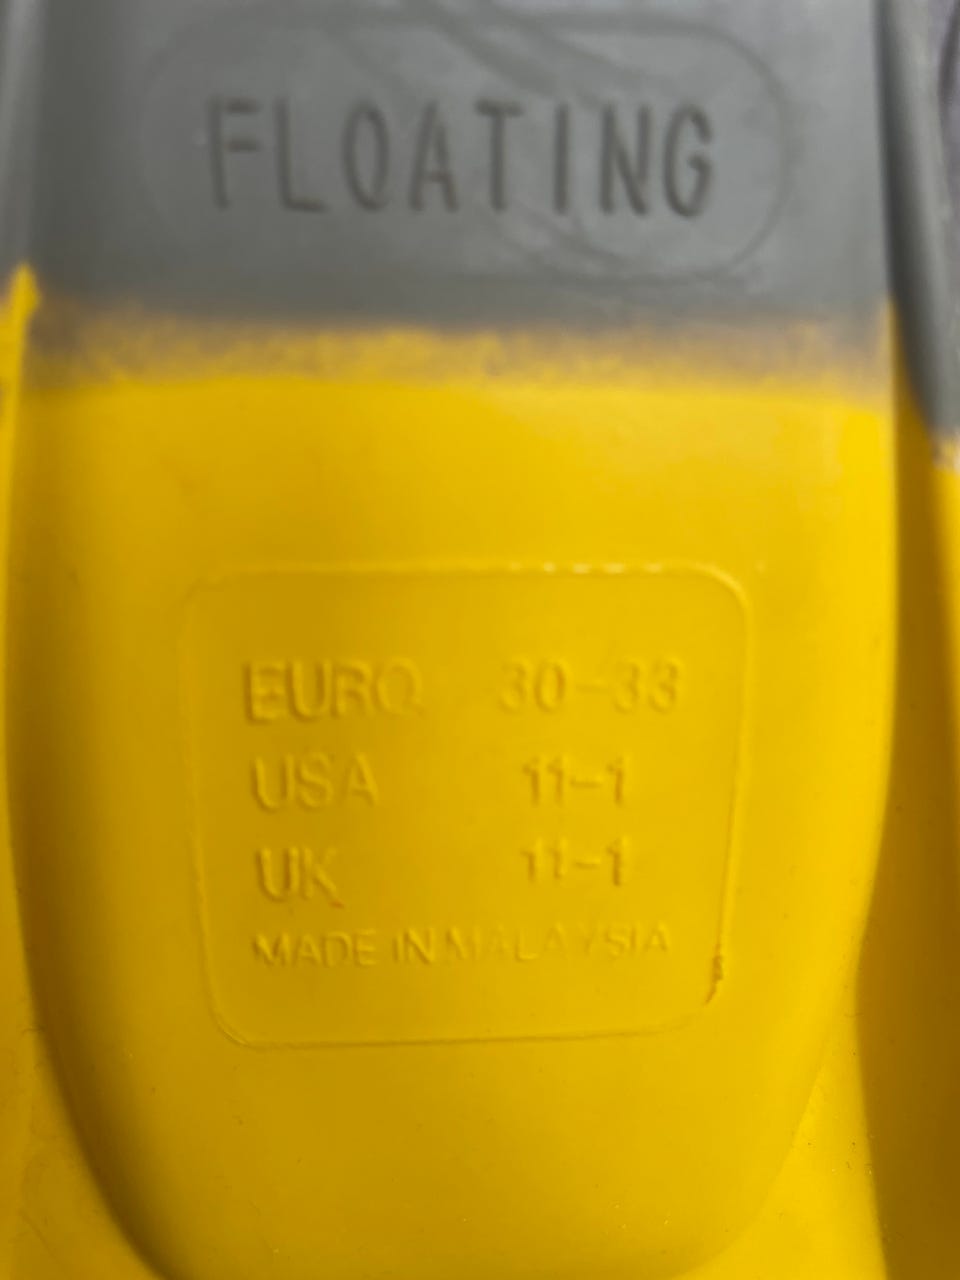 FLOATING
EURO 30-33
USA 11-1
UK 11-1
MADE IN MALAYSIA